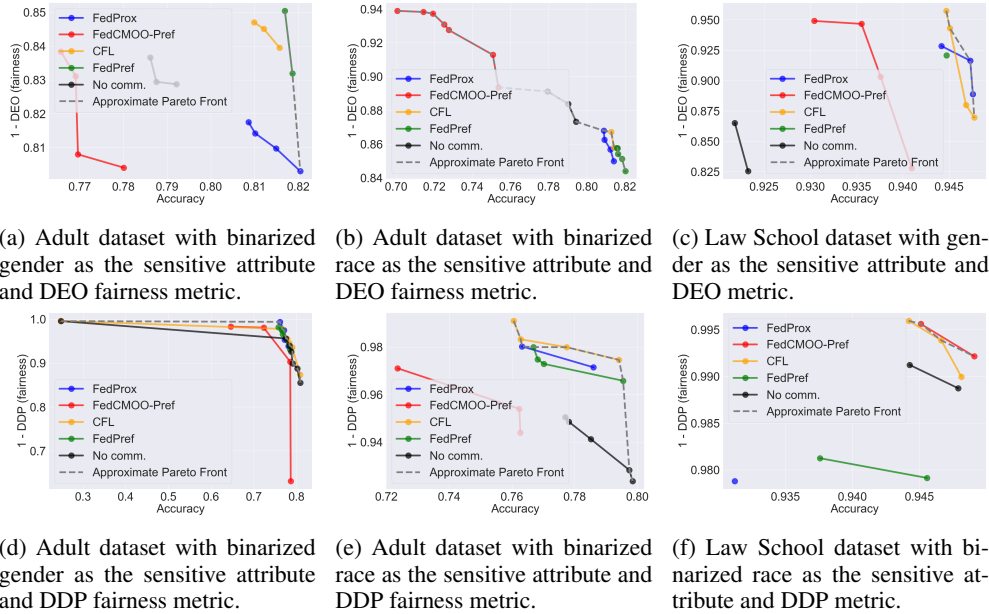 0.85
0.84
0.83
0.82
0.81
1 - DEO (fairness)
FedProx
FedCMOO-Pref
CFL
FedPref
No comm.
Approximate Pareto Front
0.77 0.78 0.79 0.80 0.81 0.82
Accuracy
0.94
0.92
0.90
0.88
0.86
0.84
1 - DEO (fairness)
FedProx
FedCMOO-Pref
CFL
FedPref
No comm.
Approximate Pareto Front
0.70 0.72 0.74 0.76 0.78 0.80 0.82
Accuracy
0.950
0.925
0.900
0.875
0.850
0.825
1 - DEO (fairness)
FedProx
FedCMOO-Pref
CFL
FedPref
No comm.
Approximate Pareto Front
0.925 0.930 0.935 0.940 0.945
Accuracy
(a) Adult dataset with binarized
gender as the sensitive attribute
and DEO fairness metric.
(b) Adult dataset with binarized
race as the sensitive attribute and
DEO fairness metric.
(c) Law School dataset with gen-
der as the sensitive attribute and
DEO metric.
1.0
0.9
0.8
0.7
1 - DDP (fairness)
FedProx
FedCMOO-Pref
CFL
FedPref
No comm.
Approximate Pareto Front
0.3 0.4 0.5 0.6 0.7 0.8
Accuracy
0.98
0.96
0.94
1 - DDP (fairness)
FedProx
FedCMOO-Pref
CFL
FedPref
No comm.
Approximate Pareto Front
0.72 0.74 0.76 0.78 0.80
Accuracy
0.995
0.990
0.985
0.980
1 - DDP (fairness)
FedProx
FedCMOO-Pref
CFL
FedPref
No comm.
Approximate Pareto Front
0.935 0.940 0.945
Accuracy
(d) Adult dataset with binarized
gender as the sensitive attribute
and DDP fairness metric.
(e) Adult dataset with binarized
race as the sensitive attribute and
DDP fairness metric.
(f) Law School dataset with bi-
narized race as the sensitive at-
tribute and DDP metric.